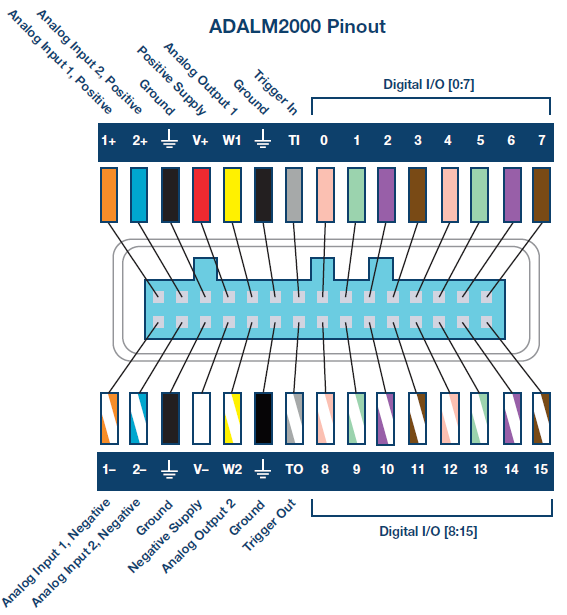 ADALM2000 Pinout
Analog Input 1, Positive
Analog Input 2, Positive
Ground
Positive Supply
Analog Output 1
Ground
Trigger In
Digital I/O [0:7]
1+ 2+ V+ W1 TI 0 1 2 3 4 5 6 7
1– 2– V– W2 TO 8 9 10 11 12 13 14 15
Analog Input 1, Negative
Analog Input 2, Negative
Ground
Negative Supply
Analog Output 2
Ground
Trigger Out
Digital I/O [8:15]